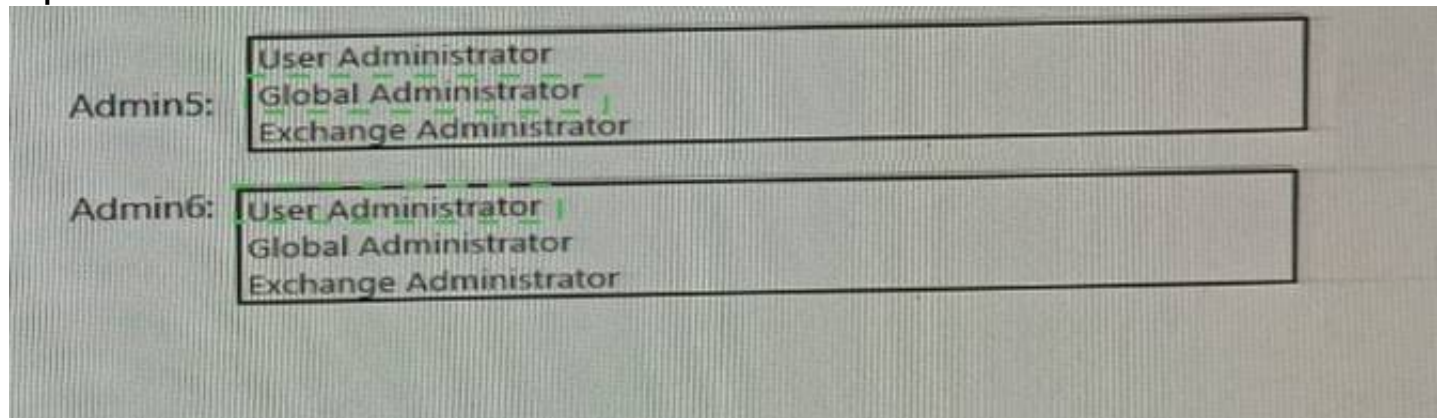 User Administrator
Admin5: Global Administrator
Exchange Administrator
Admin6: User Administrator
Global Administrator
Exchange Administrator